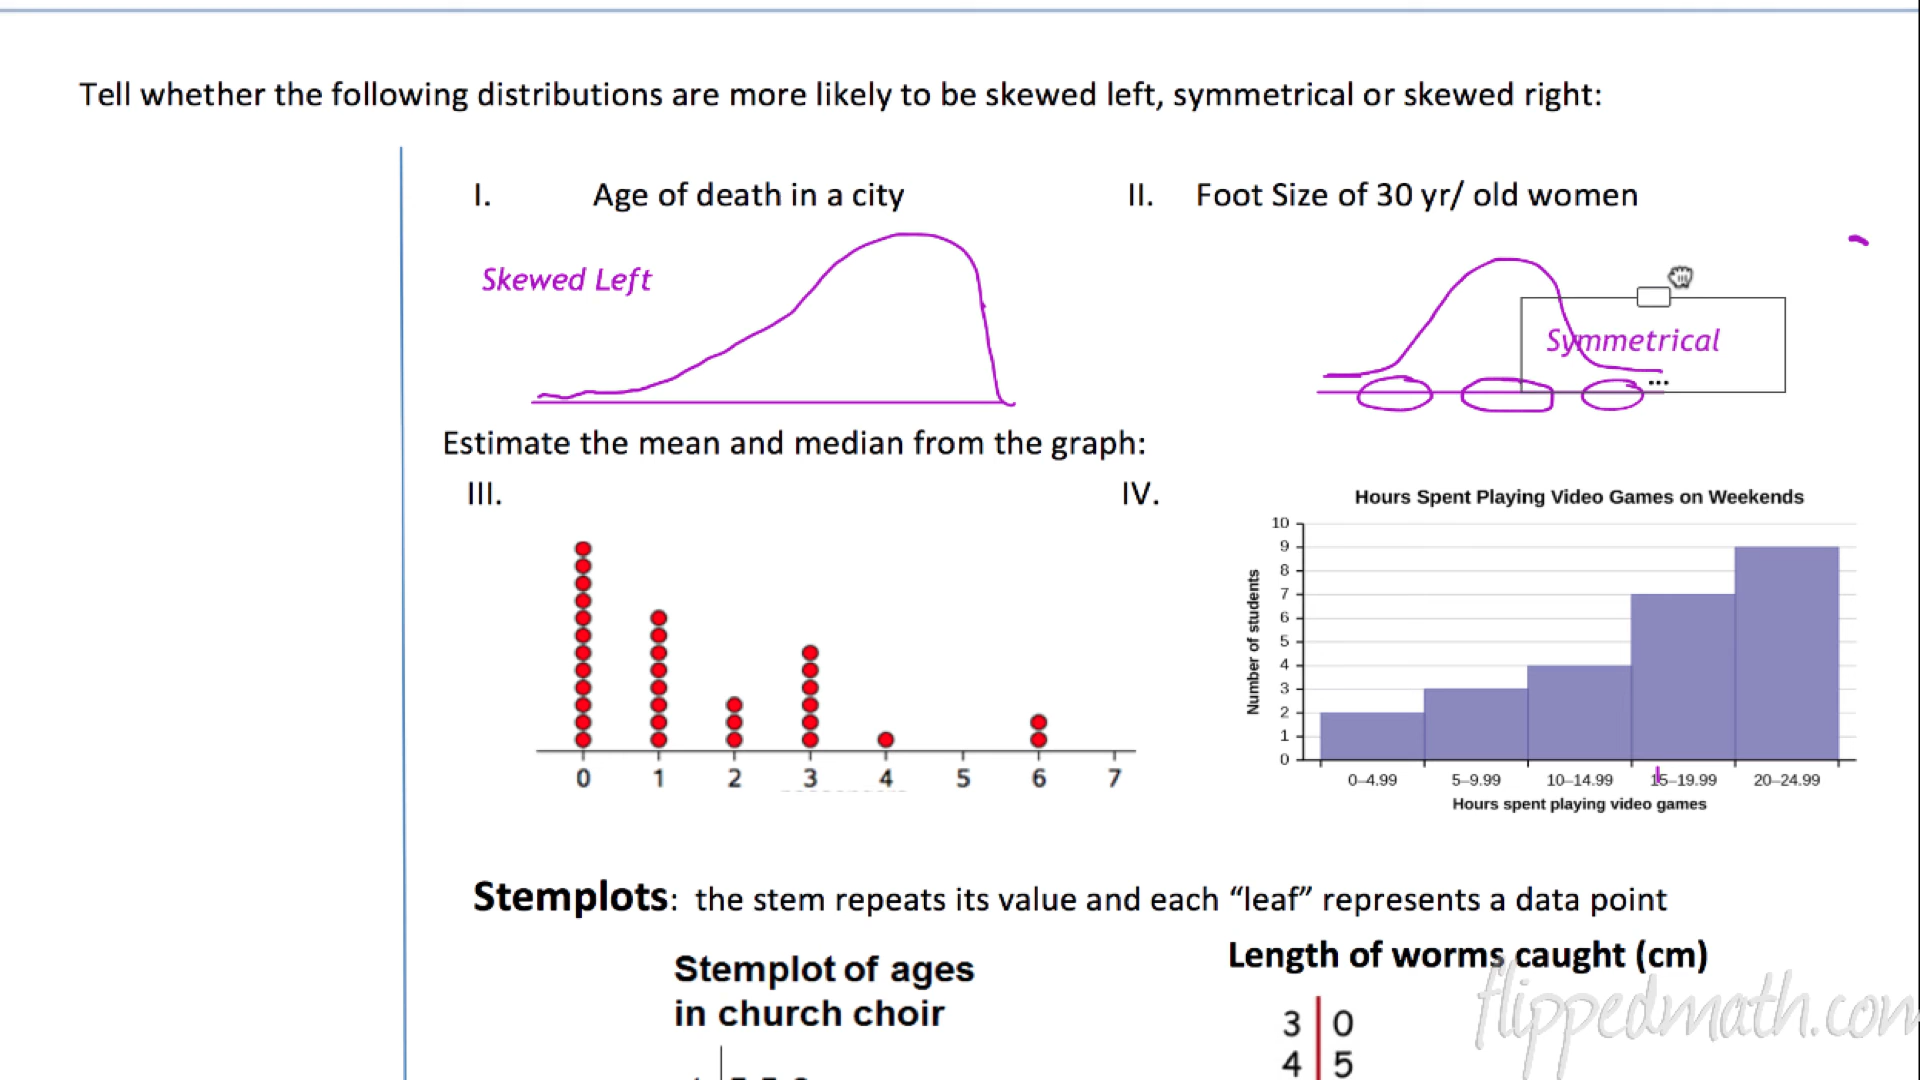 Tell whether the following distributions are more likely to be skewed left, symmetrical or skewed right:
I. Age of death in a city
II. Foot Size of 30 yr/ old women
Skewed Left
Symmetrical
...
Estimate the mean and median from the graph:
III.
0 1 2 3 4 5 6 7
IV.
Hours Spent Playing Video Games on Weekends
Number of students
10
9
8
7
6
5
4
3
2
1
0
0–4.99 5–9.99 10–14.99 15–19.99 20–24.99
Hours spent playing video games
Stemplots: the stem repeats its value and each “leaf” represents a data point
Stemplot of ages
in church choir
Length of worms caught (cm)
3 0
4 5
flippedmath.com